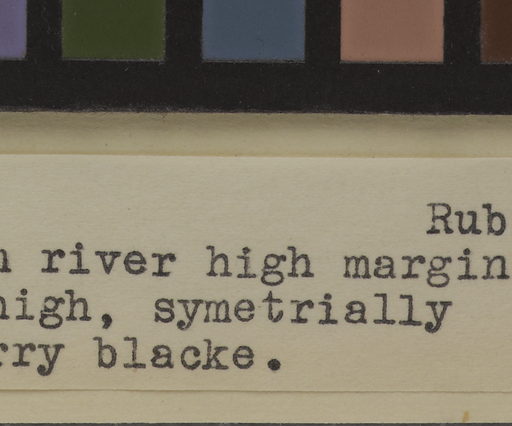 Rub
n river high margin
high, symetrially
rry blacke.